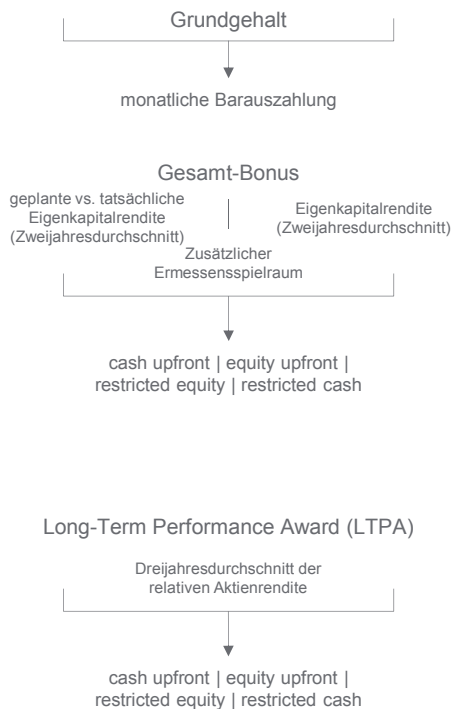 Grundgehalt
monatliche Barauszahlung
Gesamt-Bonus
geplante vs. tatsächliche
Eigenkapitalrendite
(Zweijahresdurchschnitt)
Eigenkapitalrendite
(Zweijahresdurchschnitt)
Zusätzlicher
Ermessensspielraum
cash upfront | equity upfront |
restricted equity | restricted cash
Long-Term Performance Award (LTPA)
Dreijahresdurchschnitt der
relativen Aktienrendite
cash upfront | equity upfront |
restricted equity | restricted cash